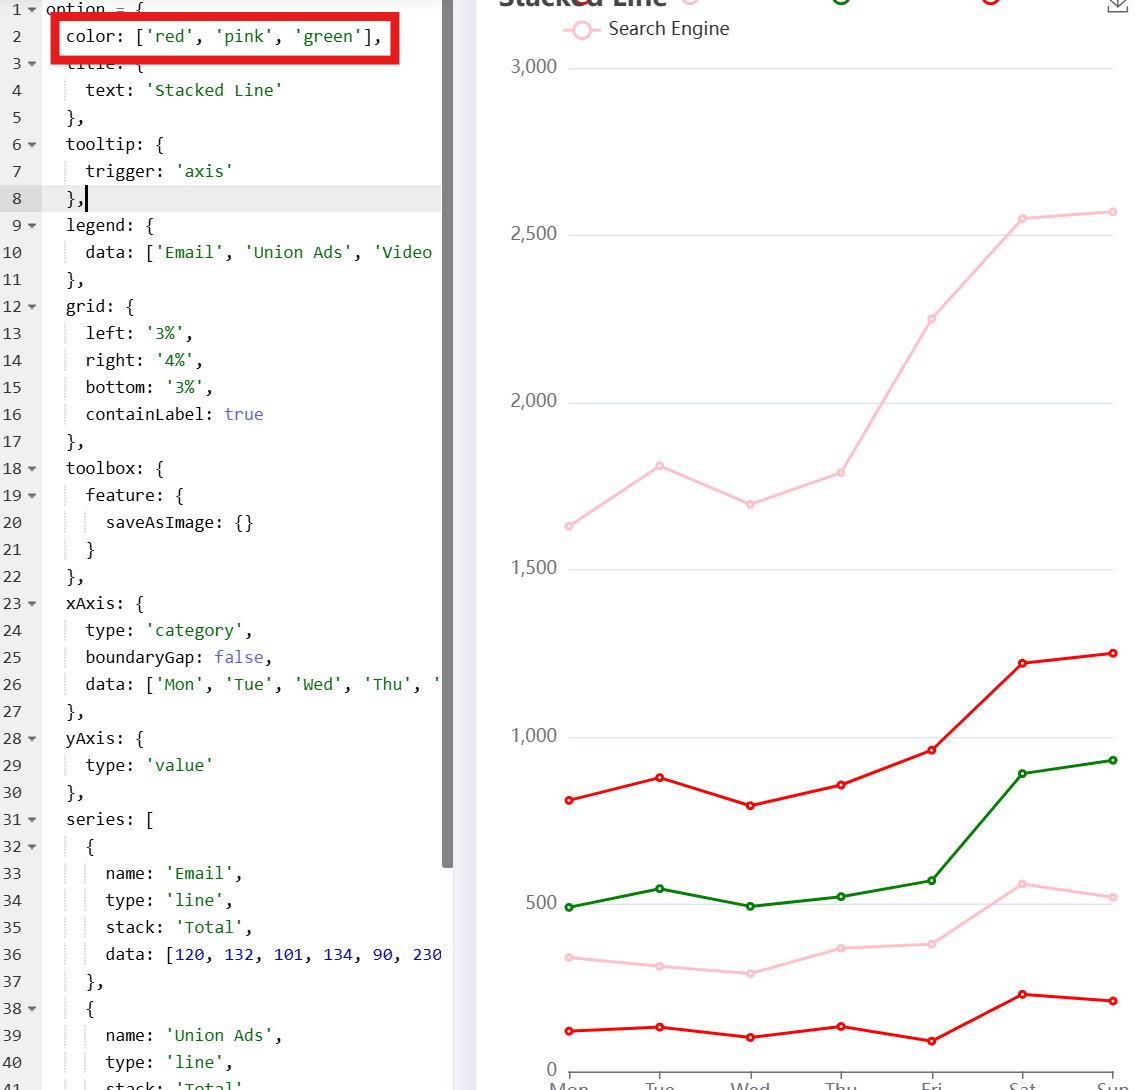 1 option = {
2 color: ['red', 'pink', 'green'],
3 title: {
4 text: 'Stacked Line'
5 },
6 tooltip: {
7 trigger: 'axis'
8 },
9 legend: {
10 data: ['Email', 'Union Ads', 'Video
11 },
12 grid: {
13 left: '3%',
14 right: '4%',
15 bottom: '3%',
16 containLabel: true
17 },
18 toolbox: {
19 feature: {
20 saveAsImage: {}
21 }
22 },
23 xAxis: {
24 type: 'category',
25 boundaryGap: false,
26 data: ['Mon', 'Tue', 'Wed', 'Thu', '
27 },
28 yAxis: {
29 type: 'value'
30 },
31 series: [
32 {
33 name: 'Email',
34 type: 'line',
35 stack: 'Total',
36 data: [120, 132, 101, 134, 90, 230
37 },
38 {
39 name: 'Union Ads',
40 type: 'line',
41 stack: 'Total'
Stacked Line
Search Engine
3,000
2,500
2,000
1,500
1,000
500
0
Mon Tue Wed Thu Fri Sat Sun